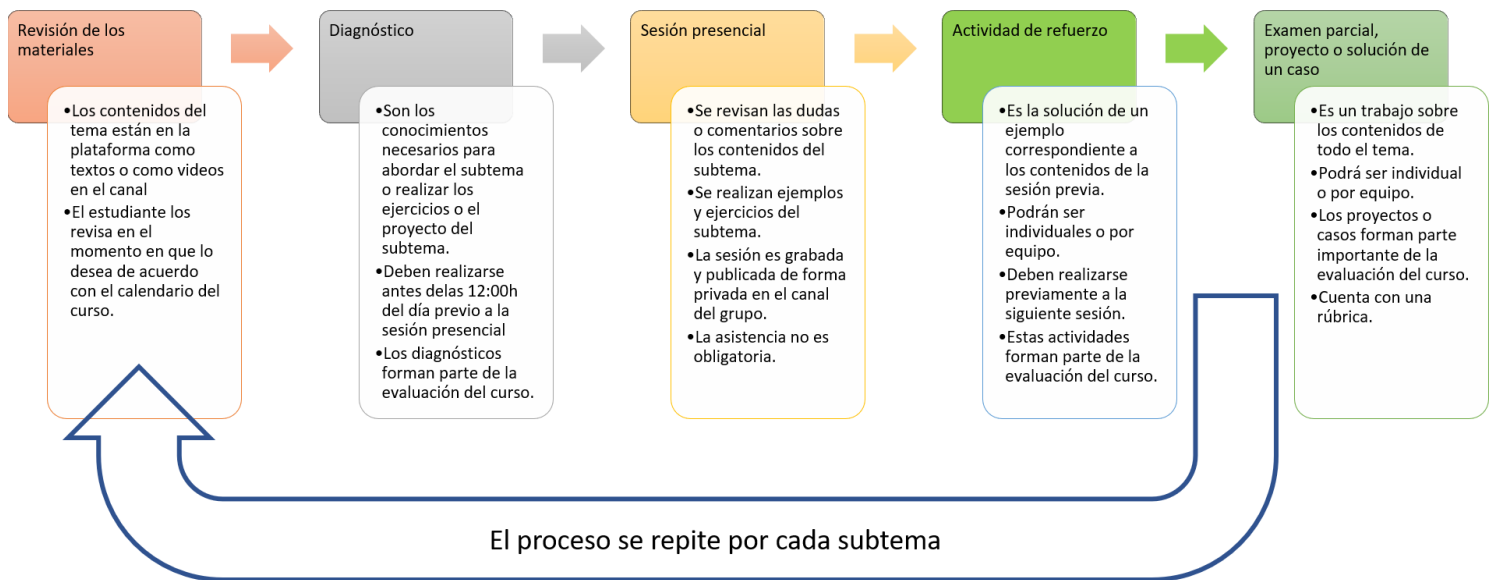 Revisión de los
materiales
•Los contenidos del
tema están en la
plataforma como
textos o como videos
en el canal
•El estudiante los
revisa en el
momento en que lo
desea de acuerdo
con el calendario del
curso.
Diagnóstico
•Son los
conocimientos
necesarios para
abordar el subtema
o realizar los
ejercicios o el
proyecto del
subtema.
•Deben realizarse
antes delas 12:00h
del día previo a la
sesión presencial
•Los diagnósticos
forman parte de la
evaluación del curso.
Sesión presencial
•Se revisan las dudas
o comentarios sobre
los contenidos del
subtema.
•Se realizan ejemplos
y ejercicios del
subtema.
•La sesión es grabada
y publicada de forma
privada en el canal
del grupo.
•La asistencia no es
obligatoria.
Actividad de refuerzo
•Es la solución de un
ejemplo
correspondiente a
los contenidos de la
sesión previa.
•Podrán ser
individuales o por
equipo.
•Deben realizarse
previamente a la
siguiente sesión.
•Estas actividades
forman parte de la
evaluación del curso.
Examen parcial,
proyecto o solución de
un caso
•Es un trabajo sobre
los contenidos de
todo el tema.
•Podrá ser individual
o por equipo.
•Los proyectos o
casos forman parte
importante de la
evaluación del curso.
•Cuenta con una
rúbrica.
El proceso se repite por cada subtema